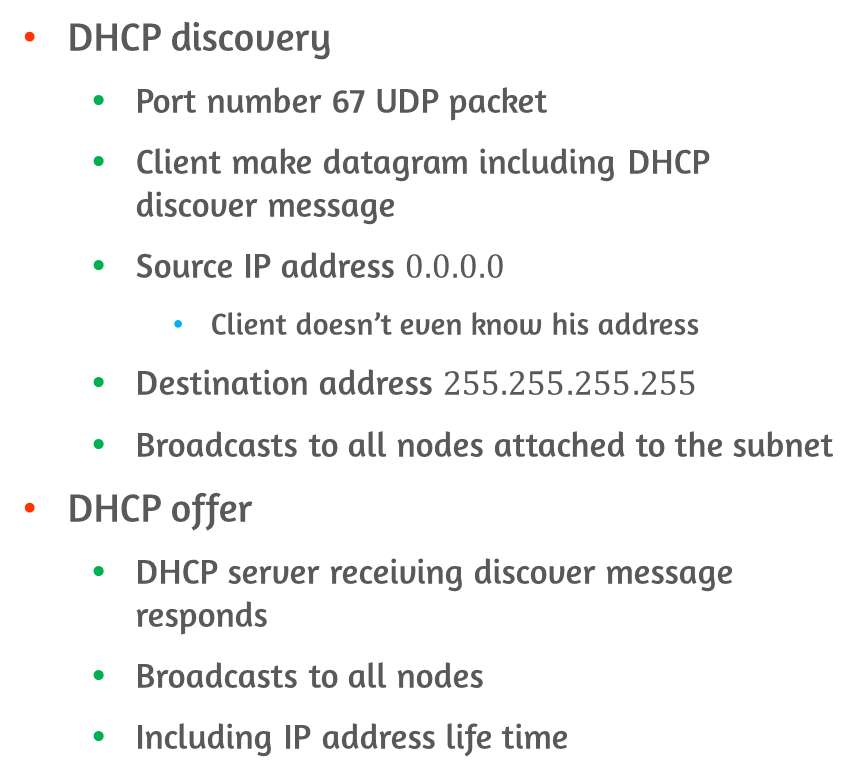 • DHCP discovery
• Port number 67 UDP packet
• Client make datagram including DHCP
discover message
• Source IP address 0.0.0.0
• Client doesn’t even know his address
• Destination address 255.255.255.255
• Broadcasts to all nodes attached to the subnet
• DHCP offer
• DHCP server receiving discover message
responds
• Broadcasts to all nodes
• Including IP address life time